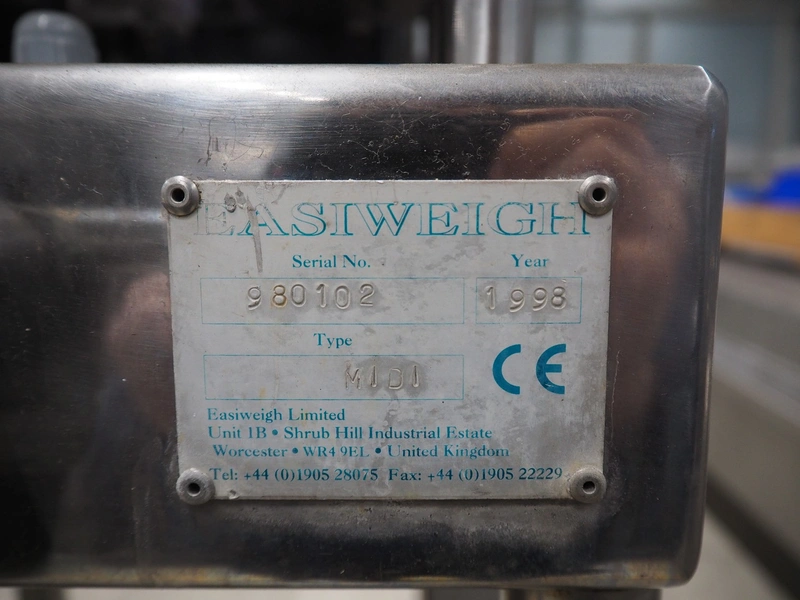 EASIWEIGH
Serial No. Year
980102 1998
Type
MIDI CE
Easiweigh Limited
Unit 1B • Shrub Hill Industrial Estate
Worcester • WR4 9EL • United Kingdom
Tel: +44 (0)1905 28075 Fax: +44 (0)1905 22229